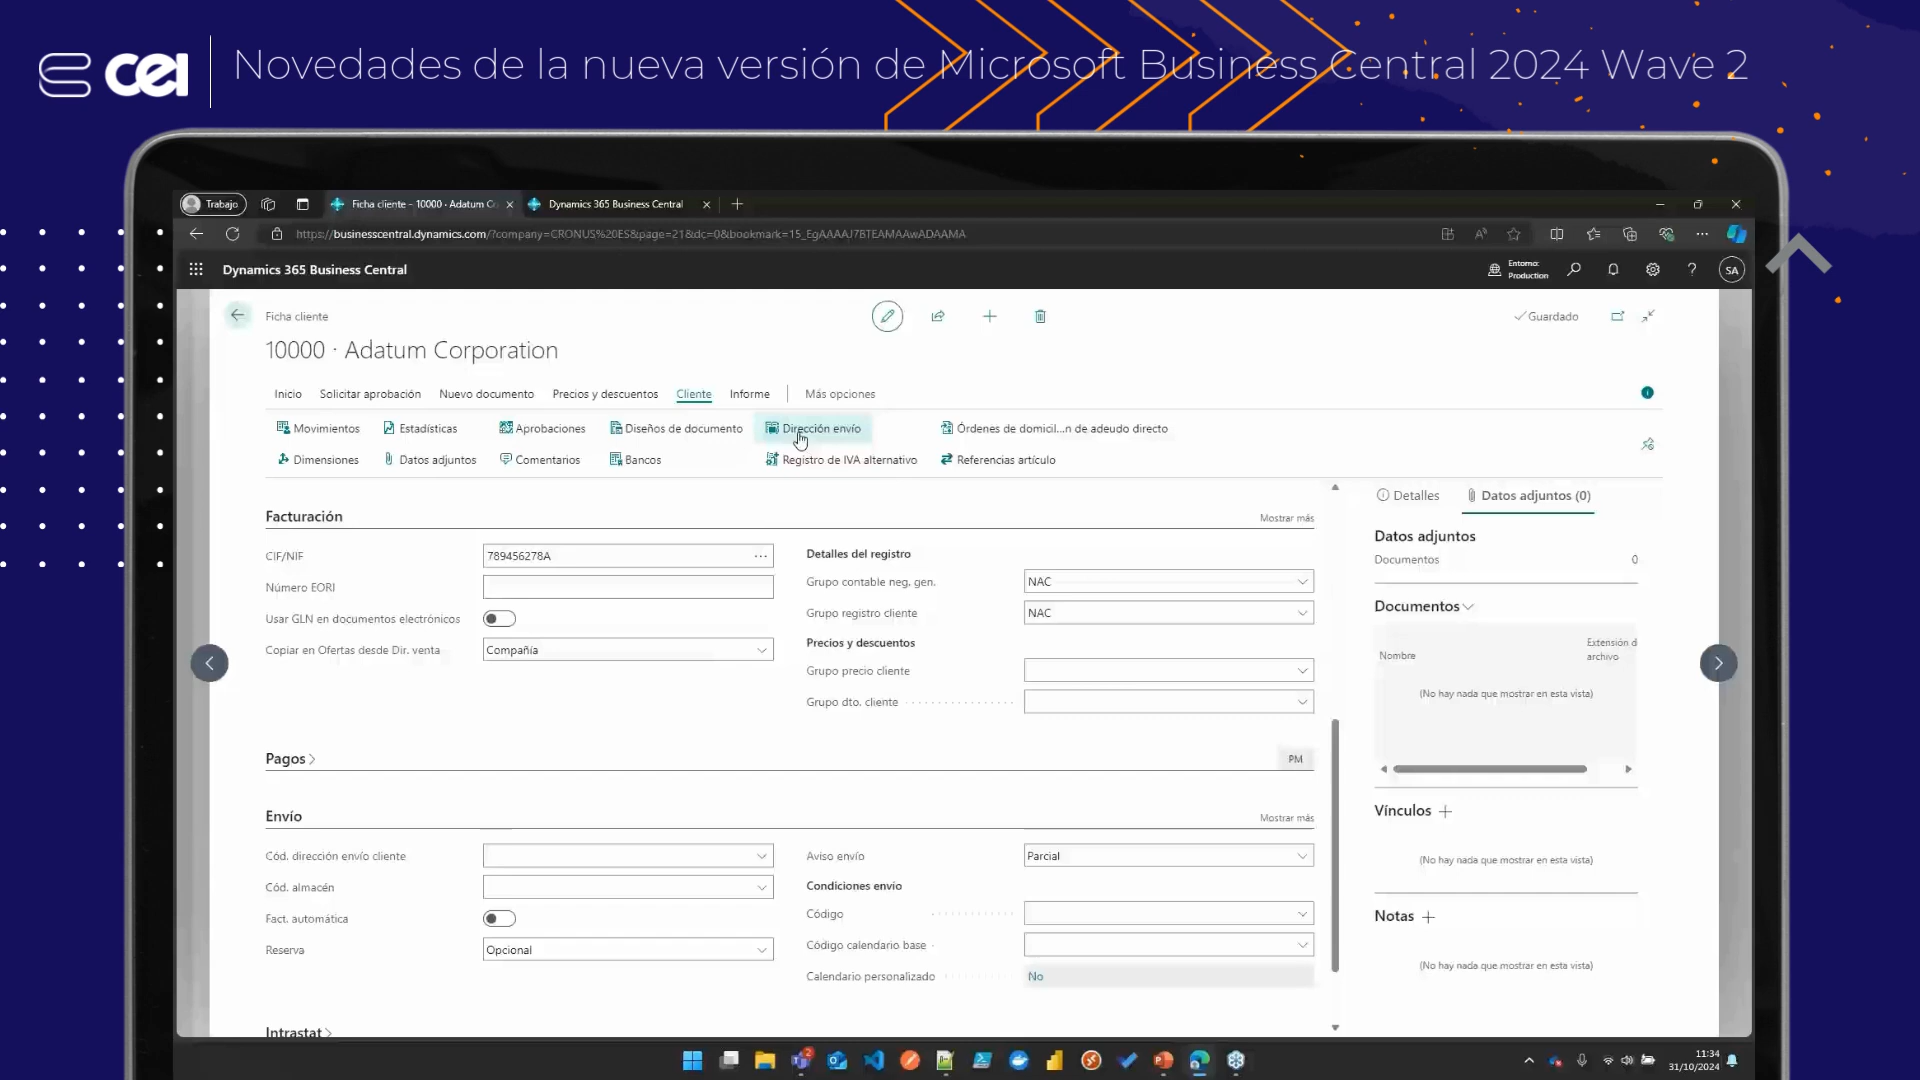 cei
Novedades de la nueva versión de Microsoft Business Central 2024 Wave 2
Trabajo
Ficha cliente - 10000 · Adatum Co
Dynamics 365 Business Central
https://businesscentral.dynamics.com/?company=CRONUS%20ES&page=21&dc=0&bookmark=15_EgAAAAJ7BTEAMAAwADAAMA
Dynamics 365 Business Central
Entorno:
Production
SA
Ficha cliente
Guardado
10000 · Adatum Corporation
Inicio
Solicitar aprobación
Nuevo documento
Precios y descuentos
Cliente
Informe
Más opciones
Movimientos
Estadísticas
Aprobaciones
Diseños de documento
Dirección envío
Órdenes de domicil...n de adeudo directo
Dimensiones
Datos adjuntos
Comentarios
Bancos
Registro de IVA alternativo
Referencias artículo
Facturación
Mostrar más
CIF/NIF
789456278A
Número EORI
Usar GLN en documentos electrónicos
Copiar en Ofertas desde Dir. venta
Compañía
Detalles del registro
Grupo contable neg. gen.
NAC
Grupo registro cliente
NAC
Precios y descuentos
Grupo precio cliente
Grupo dto. cliente
Pagos
PM
Envío
Mostrar más
Cód. dirección envío cliente
Cód. almacén
Fact. automática
Reserva
Opcional
Aviso envío
Parcial
Condiciones envío
Código
Código calendario base
Calendario personalizado
No
Intrastat
Detalles
Datos adjuntos (0)
Datos adjuntos
Documentos
0
Documentos
Nombre
Extensión d
archivo
(No hay nada que mostrar en esta vista)
Vínculos
(No hay nada que mostrar en esta vista)
Notas
(No hay nada que mostrar en esta vista)
2
11:34
31/10/2024